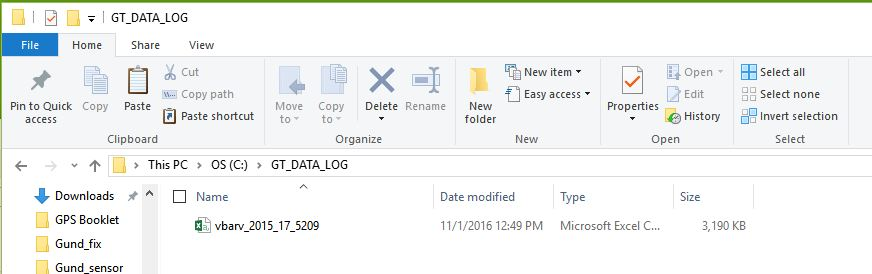 GT_DATA_LOG
File Home Share View
Pin to Quick access
Copy
Paste
Cut
Copy path
Paste shortcut
Clipboard
Move to
Copy to
Delete
Rename
Organize
New folder
New item
Easy access
New
Properties
Open
Edit
History
Open
Select all
Select none
Invert selection
Select
This PC > OS (C:) > GT_DATA_LOG
Downloads
GPS Booklet
Gund_fix
Gund_sensor
Name Date modified Type Size
vbarv_2015_17_5209 11/1/2016 12:49 PM Microsoft Excel C... 3,190 KB